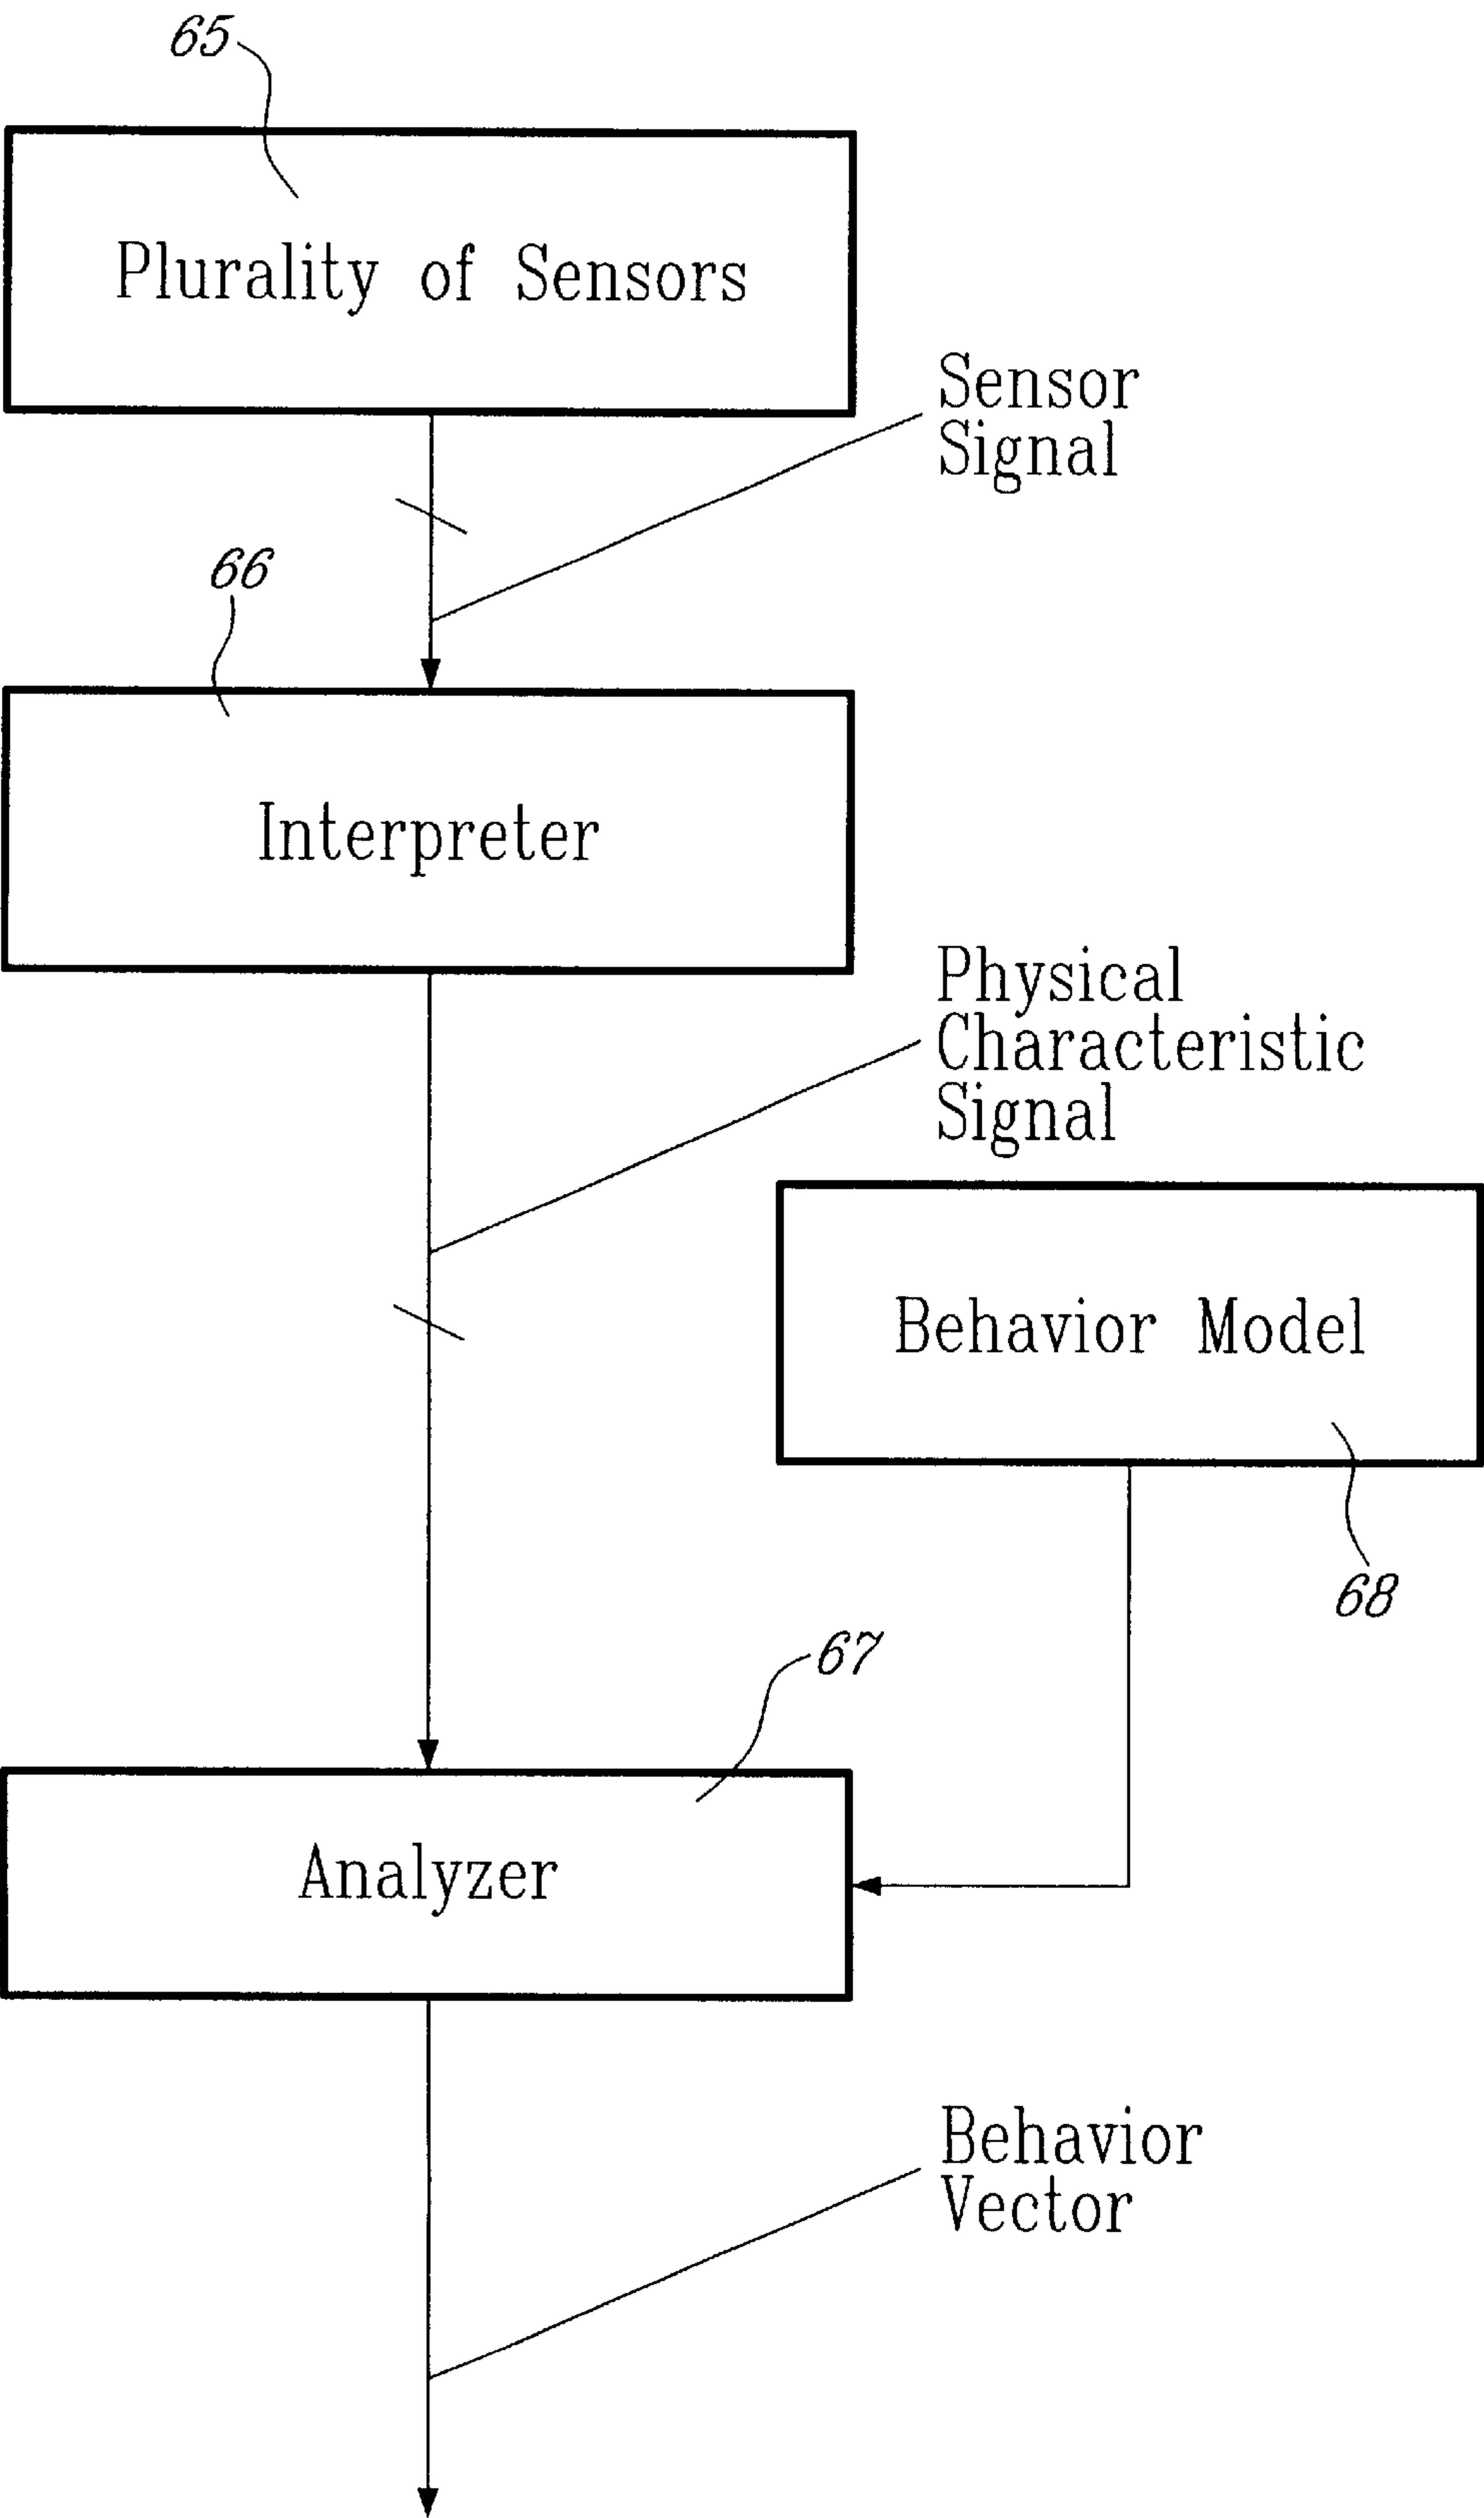 65
Plurality of Sensors
Sensor
Signal
66
Interpreter
Physical
Characteristic
Signal
Behavior Model
68
67
Analyzer
Behavior
Vector